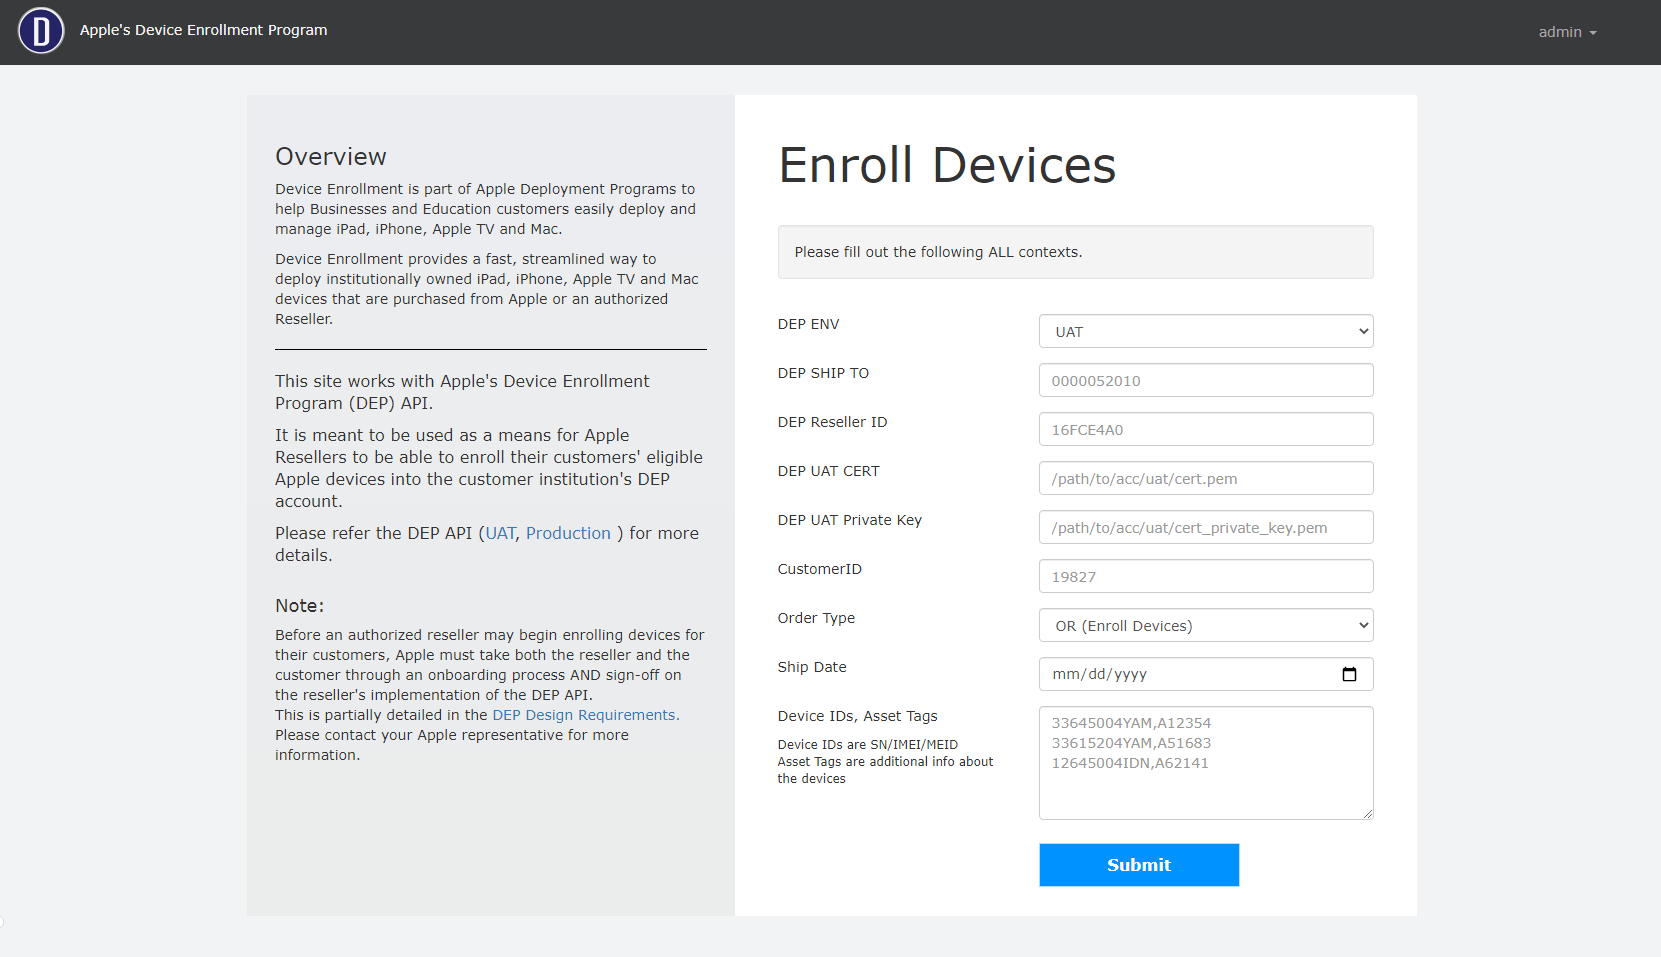 D
Apple's Device Enrollment Program
admin
Overview
Device Enrollment is part of Apple Deployment Programs to
help Businesses and Education customers easily deploy and
manage iPad, iPhone, Apple TV and Mac.
Device Enrollment provides a fast, streamlined way to
deploy institutionally owned iPad, iPhone, Apple TV and Mac
devices that are purchased from Apple or an authorized
Reseller.
This site works with Apple's Device Enrollment
Program (DEP) API.
It is meant to be used as a means for Apple
Resellers to be able to enroll their customers' eligible
Apple devices into the customer institution's DEP
account.
Please refer the DEP API (UAT, Production ) for more
details.
Note:
Before an authorized reseller may begin enrolling devices for
their customers, Apple must take both the reseller and the
customer through an onboarding process AND sign-off on
the reseller's implementation of the DEP API.
This is partially detailed in the DEP Design Requirements.
Please contact your Apple representative for more
information.
Enroll Devices
Please fill out the following ALL contexts.
DEP ENV
UAT
DEP SHIP TO
0000052010
DEP Reseller ID
16FCE4A0
DEP UAT CERT
/path/to/acc/uat/cert.pem
DEP UAT Private Key
/path/to/acc/uat/cert_private_key.pem
CustomerID
19827
Order Type
OR (Enroll Devices)
Ship Date
mm/dd/yyyy
Device IDs, Asset Tags
Device IDs are SN/IMEI/MEID
Asset Tags are additional info about
the devices
33645004YAM,A12354
33615204YAM,A51683
12645004IDN,A62141
Submit